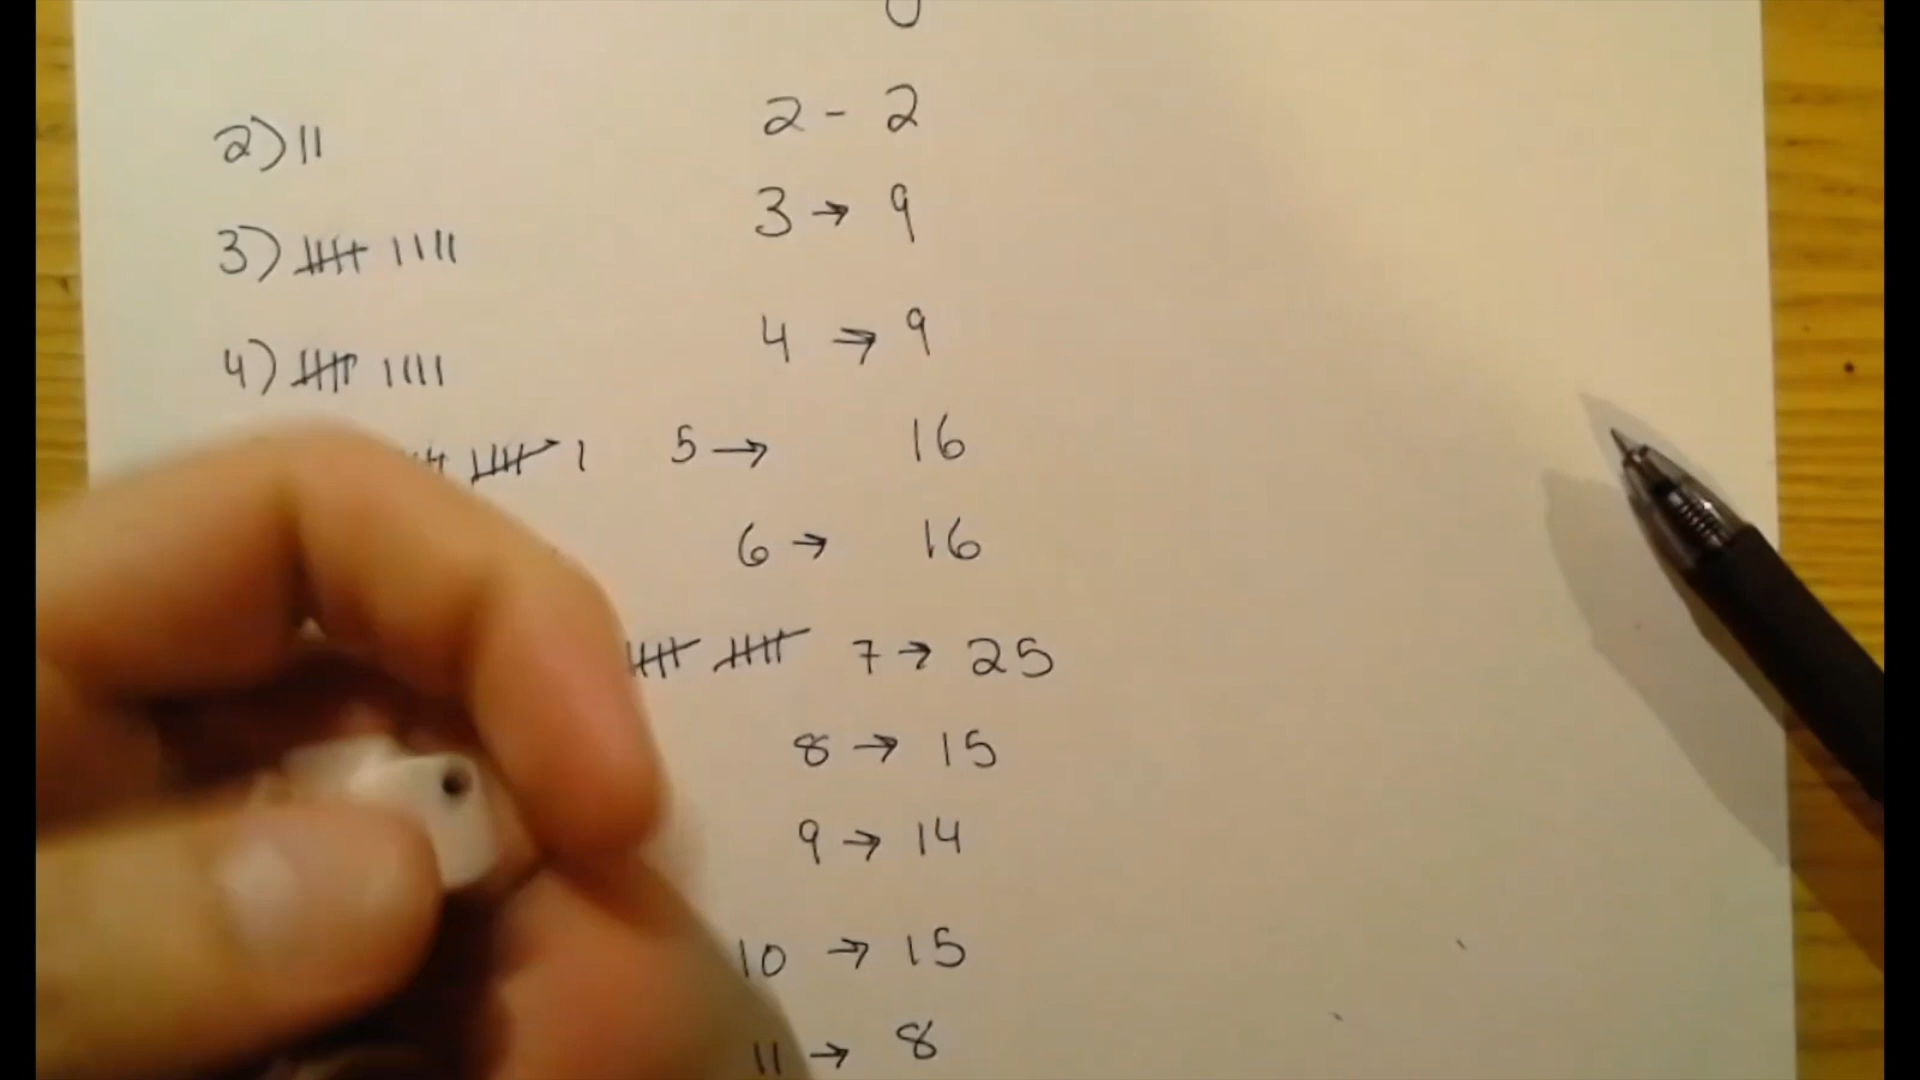 2) || 2 - 2
3) |||| |||| 3 → 9
4) |||| |||| 4 → 9
|||| | 5 → 16
6 → 16
|||| |||| 7 → 25
8 → 15
9 → 14
10 → 15
11 → 8